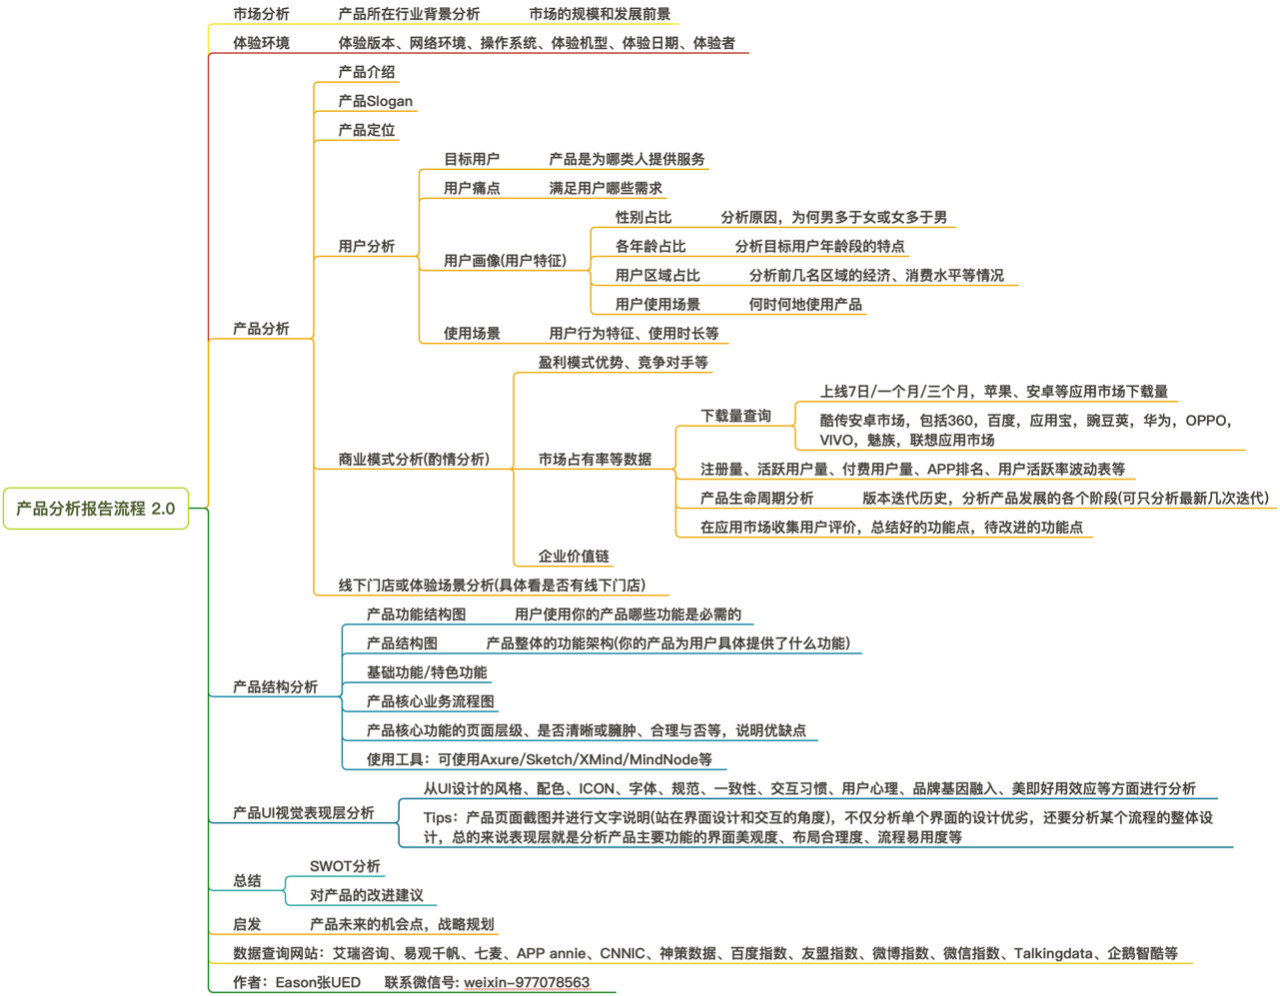 市场分析 产品所在行业背景分析 市场的规模和发展前景
体验环境 体验版本、网络环境、操作系统、体验机型、体验日期、体验者
产品介绍
产品Slogan
产品定位
目标用户 产品是为哪类人提供服务
用户痛点 满足用户哪些需求
性别占比 分析原因，为何男多于女或女多于男
各年龄占比 分析目标用户年龄段的特点
用户分析
用户画像(用户特征)
用户区域占比 分析前几名区域的经济、消费水平等情况
用户使用场景 何时何地使用产品
产品分析
使用场景 用户行为特征、使用时长等
盈利模式优势、竞争对手等
上线7日/一个月/三个月，苹果、安卓等应用市场下载量
下载量查询
酷传安卓市场，包括360，百度，应用宝，豌豆荚，华为，OPPO，
VIVO，魅族，联想应用市场
商业模式分析(酌情分析)
市场占有率等数据
注册量、活跃用户量、付费用户量、APP排名、用户活跃率波动表等
产品生命周期分析 版本迭代历史，分析产品发展的各个阶段(可只分析最新几次迭代)
产品分析报告流程 2.0
在应用市场收集用户评价，总结好的功能点，待改进的功能点
企业价值链
线下门店或体验场景分析(具体看是否有线下门店)
产品功能结构图 用户使用你的产品哪些功能是必需的
产品结构图 产品整体的功能架构(你的产品为用户具体提供了什么功能)
基础功能/特色功能
产品结构分析
产品核心业务流程图
产品核心功能的页面层级、是否清晰或臃肿、合理与否等，说明优缺点
使用工具：可使用Axure/Sketch/XMind/MindNode等
从UI设计的风格、配色、ICON、字体、规范、一致性、交互习惯、用户心理、品牌基因融入、美即好用效应等方面进行分析
产品UI视觉表现层分析
Tips：产品页面截图并进行文字说明(站在界面设计和交互的角度)，不仅分析单个界面的设计优劣，还要分析某个流程的整体设
计，总的来说表现层就是分析产品主要功能的界面美观度、布局合理度、流程易用度等
SWOT分析
总结
对产品的改进建议
启发 产品未来的机会点，战略规划
数据查询网站：艾瑞咨询、易观千帆、七麦、APP annie、CNNIC、神策数据、百度指数、友盟指数、微博指数、微信指数、Talkingdata、企鹅智酷等
作者：Eason张UED 联系微信号: weixin-977078563